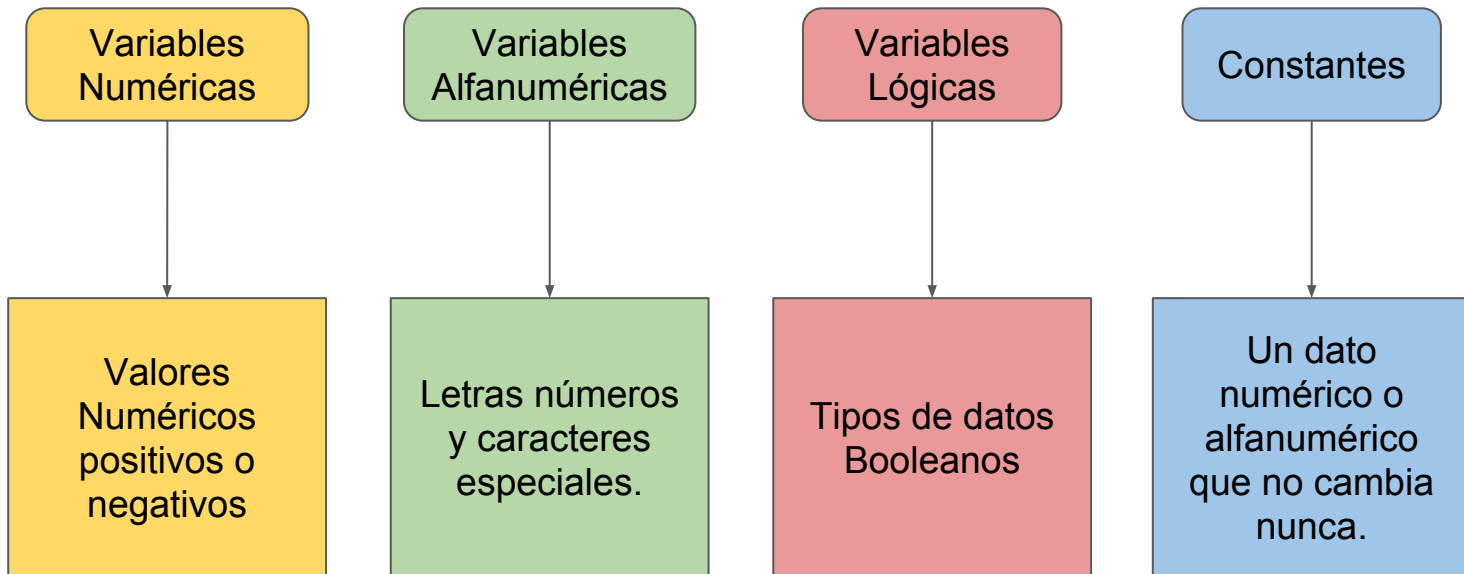 Variables
Numéricas
Variables
Alfanuméricas
Variables
Lógicas
Constantes
Valores
Numéricos
positivos o
negativos
Letras números
y caracteres
especiales.
Tipos de datos
Booleanos
Un dato
numérico o
alfanumérico
que no cambia
nunca.